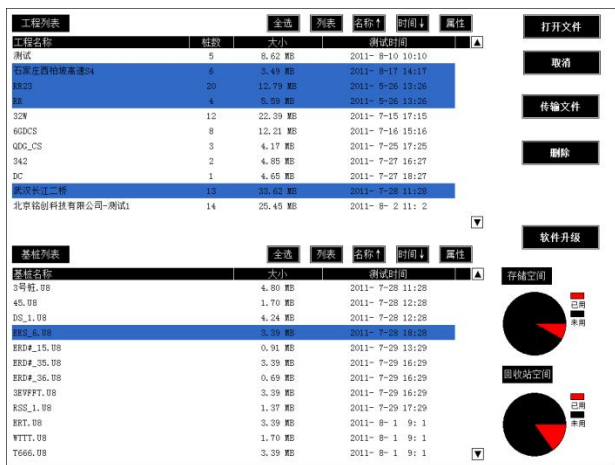 工程列表 全选 列表 名称↑ 时间↓ 属性 打开文件
工程名称 桩数 大小 测试时间
测试 5 8.62 MB 2011- 8-10 10:10
石家庄西柏坡高速S4 6 3.49 MB 2011- 8-17 14:17
RR23 20 12.79 MB 2011- 5-26 13:26
RR 4 5.59 MB 2011- 5-26 13:26
32W 12 22.39 MB 2011- 7-15 17:15
6GDCS 8 12.21 MB 2011- 7-16 15:16
QDG_CS 3 4.17 MB 2011- 7-25 17:25
342 2 4.85 MB 2011- 7-27 16:27
DC 1 4.65 MB 2011- 7-27 18:27
武汉长江二桥 13 33.62 MB 2011- 7-28 11:28
北京铭创科技有限公司-测试1 14 25.45 MB 2011- 8- 2 11: 2
取消
传输文件
删除
软件升级
基桩列表 全选 列表 名称↑ 时间↓ 属性
基桩名称 大小 测试时间
3号桩.U8 4.80 MB 2011- 7-28 11:28
45.U8 1.70 MB 2011- 7-28 12:28
DS_1.U8 4.24 MB 2011- 7-28 12:28
3.39 MB 2011- 7-28 18:28
ERD#_15.U8 0.91 MB 2011- 7-29 13:29
ERD#_35.U8 3.39 MB 2011- 7-29 16:29
ERD#_36.U8 0.69 MB 2011- 7-29 16:29
3EVFFT.U8 3.39 MB 2011- 7-29 16:29
RSS_1.U8 1.37 MB 2011- 7-29 17:29
ERT.U8 3.39 MB 2011- 8- 1 9: 1
WTTT.U8 1.70 MB 2011- 8- 1 9: 1
T666.U8 3.39 MB 2011- 8- 1 9: 1
存储空间
已用
未用
回收站空间
已用
未用